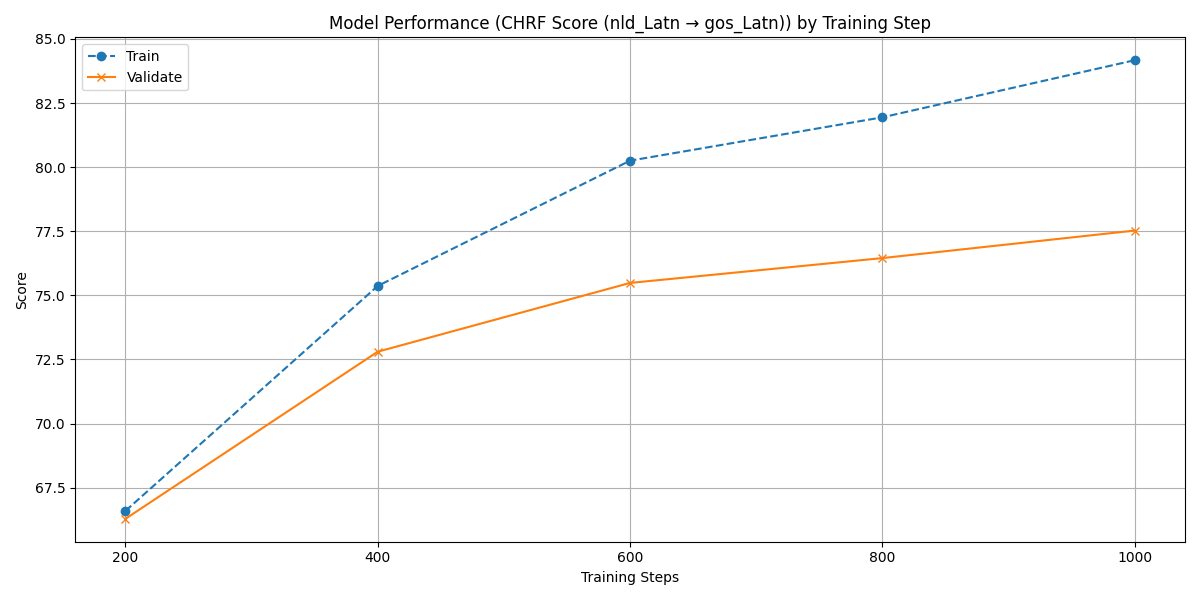 Model Performance (CHRF Score (nld_Latn → gos_Latn)) by Training Step
Train
Validate
85.0
82.5
80.0
77.5
75.0
72.5
70.0
67.5
Score
200
400
600
800
1000
Training Steps